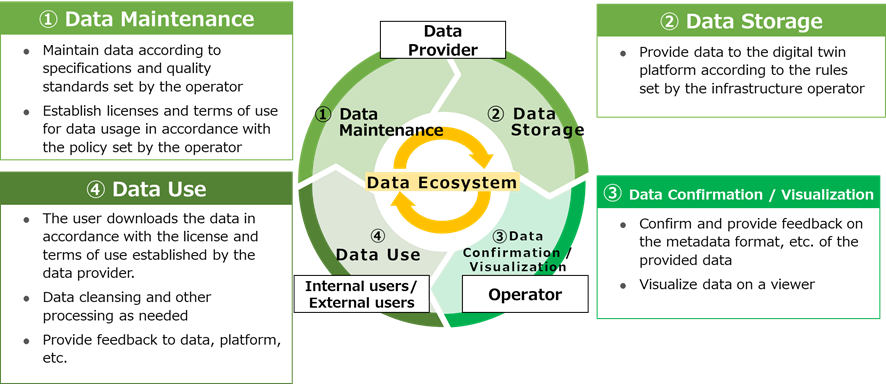 ① Data Maintenance
● Maintain data according to
specifications and quality
standards set by the operator
● Establish licenses and terms of use
for data usage in accordance with
the policy set by the operator
④ Data Use
● The user downloads the data in
accordance with the license and
terms of use established by the
data provider.
● Data cleansing and other
processing as needed
● Provide feedback to data, platform,
etc.
Data
Provider
① Data
Maintenance
② Data
Storage
Data Ecosystem
④
Data Use
③Data
Confirmation /
Visualization
Internal users/
External users
Operator
② Data Storage
● Provide data to the digital twin
platform according to the rules
set by the infrastructure operator
③ Data Confirmation / Visualization
● Confirm and provide feedback on
the metadata format, etc. of the
provided data
● Visualize data on a viewer